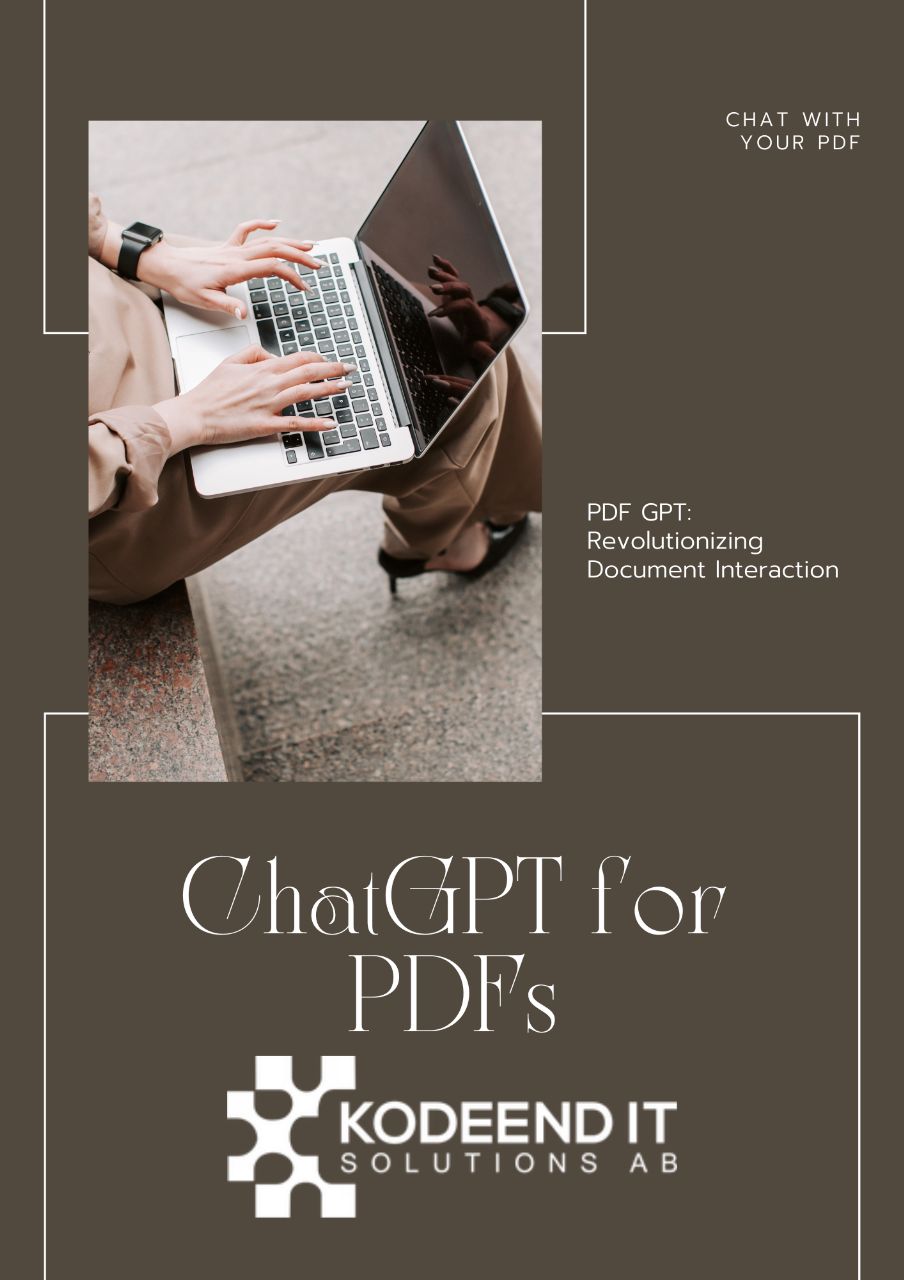 CHAT WITH
YOUR PDF
PDF GPT:
Revolutionizing
Document Interaction
ChatGPT for
PDFs
KODEEND IT
SOLUTIONS AB